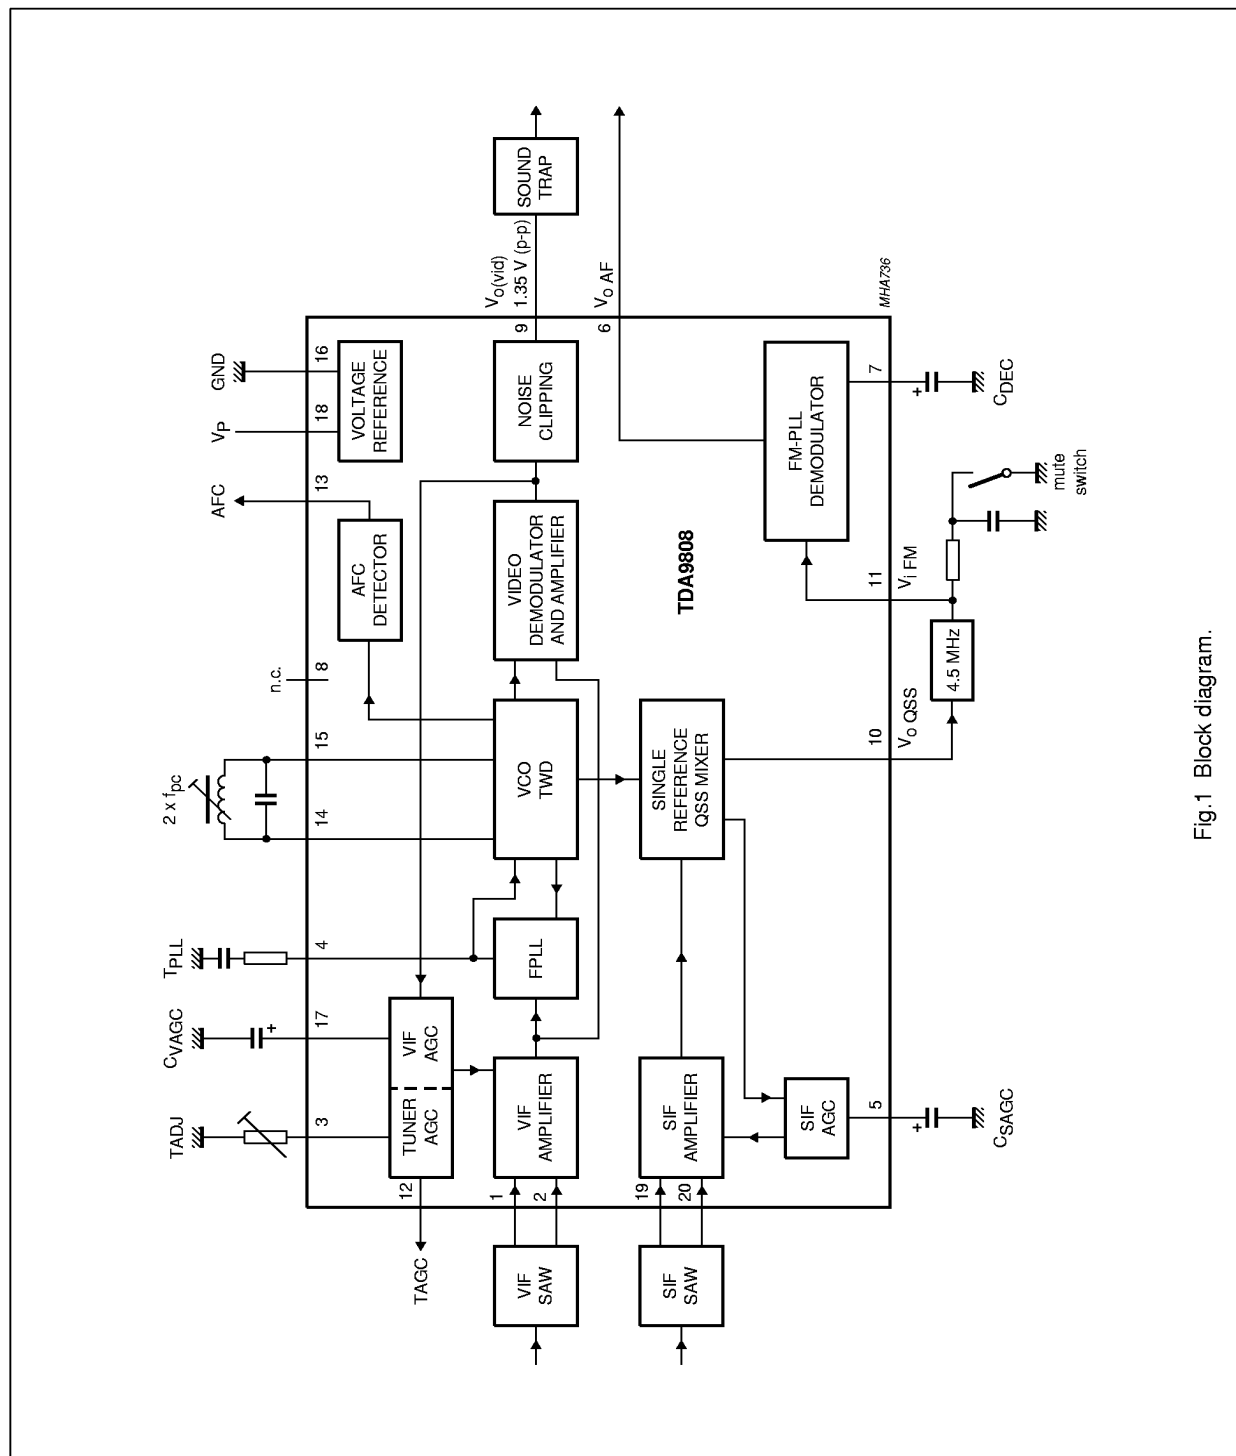 TADJ
CVAGC
TPLL
2 x fpc
n.c.
AFC
VP
GND
3
17
4
14
15
8
13
18
16
TUNER
AGC
VIF
AGC
AFC
DETECTOR
VOLTAGE
REFERENCE
12
TAGC
VIF
SAW
1
2
VIF
AMPLIFIER
FPLL
VCO
TWD
VIDEO
DEMODULATOR
AND AMPLIFIER
NOISE
CLIPPING
9
VO(vid)
1.35 V (p-p)
SOUND
TRAP
SIF
SAW
19
20
SIF
AMPLIFIER
SINGLE
REFERENCE
QSS MIXER
TDA9808
6
VO AF
SIF
AGC
FM-PLL
DEMODULATOR
5
10
11
7
MHA736
CSAGC
VO QSS
4.5 MHz
Vi FM
mute
switch
CDEC
Fig.1 Block diagram.